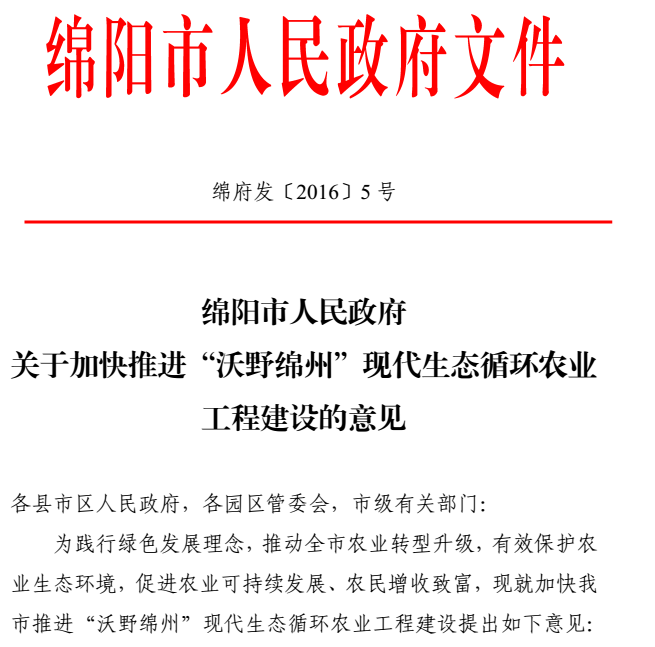 绵阳市人民政府文件
绵府发〔2016〕5 号
绵阳市人民政府
关于加快推进“沃野绵州”现代生态循环农业
工程建设的意见
各县市区人民政府，各园区管委会，市级有关部门：
为践行绿色发展理念，推动全市农业转型升级，有效保护农
业生态环境，促进农业可持续发展、农民增收致富，现就加快我
市推进“沃野绵州”现代生态循环农业工程建设提出如下意见：